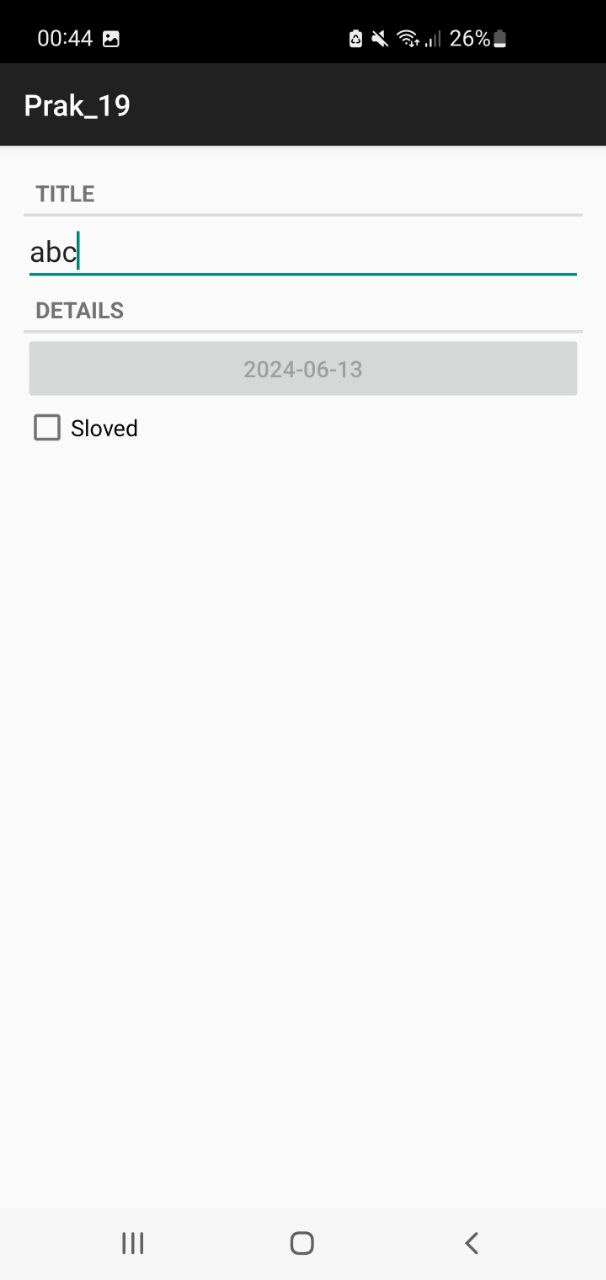 00:44 26%
Prak_19
TITLE
abc
DETAILS
2024-06-13
Sloved